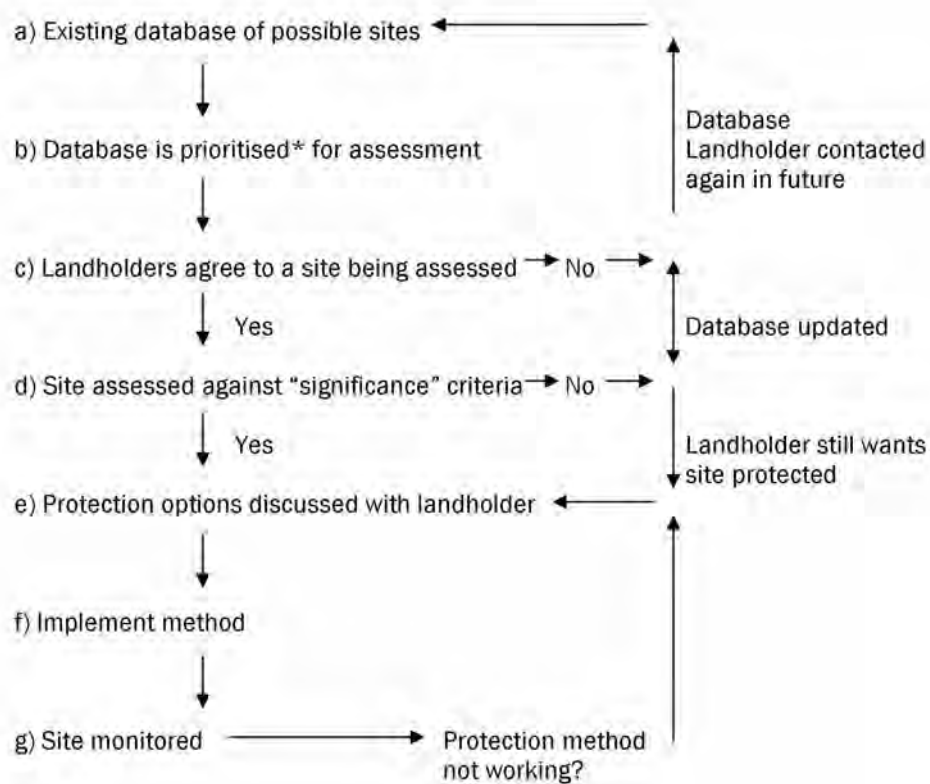 a) Existing database of possible sites
b) Database is prioritised* for assessment
Database
Landholder contacted
again in future
c) Landholders agree to a site being assessed
No
Yes
Database updated
d) Site assessed against “significance” criteria
No
Yes
Landholder still wants
site protected
e) Protection options discussed with landholder
f) Implement method
g) Site monitored
Protection method
not working?